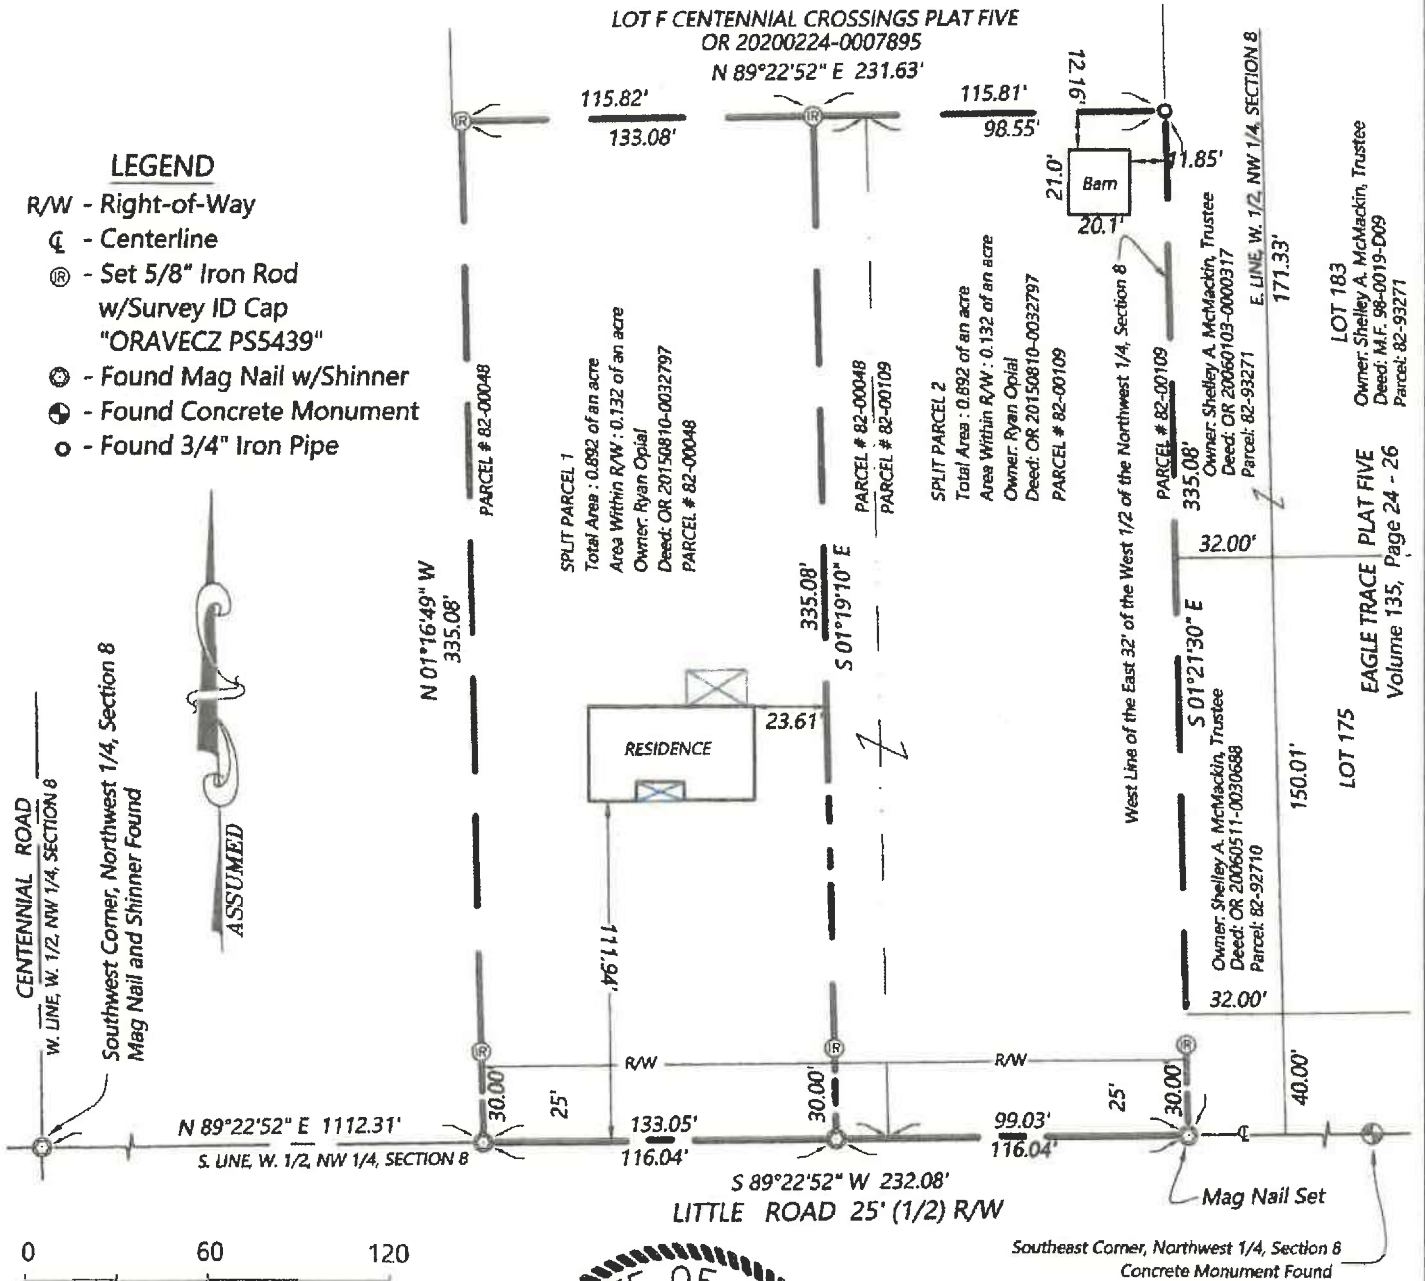 LOT F CENTENNIAL CROSSINGS PLAT FIVE
OR 20200224-0007895
N 89°22'52" E 231.63'
115.82'
133.08'
115.81'
98.55'
12.16'
11.85'
21.0'
Barn
20.1'
LEGEND
R/W - Right-of-Way
℄ - Centerline
IR - Set 5/8" Iron Rod
w/Survey ID Cap
"ORAVECZ PS5439"
- Found Mag Nail w/Shinner
- Found Concrete Monument
- Found 3/4" Iron Pipe
IR
IR
PARCEL # 82-00048
N 01°16'49" W
335.08'
SPLIT PARCEL 1
Total Area : 0.892 of an acre
Area Within R/W : 0.132 of an acre
Owner: Ryan Opial
Deed: OR 20150810-0032797
PARCEL # 82-00048
335.08'
S 01°19'10" E
PARCEL # 82-00048
PARCEL # 82-00109
SPLIT PARCEL 2
Total Area : 0.892 of an acre
Area Within R/W : 0.132 of an acre
Owner: Ryan Opial
Deed: OR 20150810-0032797
PARCEL # 82-00109
West Line of the East 32' of the West 1/2 of the Northwest 1/4, Section 8
PARCEL # 82-00109
335.08'
S 01°21'30" E
Owner: Shelley A. McMackin, Trustee
Deed: OR 20060103-0000317
Parcel: 82-93271
E. LINE, W. 1/2, NW 1/4, SECTION 8
171.33'
LOT 183
Owner: Shelley A. McMackin, Trustee
Deed: M.F. 98-0019-D09
Parcel: 82-93271
32.00'
EAGLE TRACE PLAT FIVE
Volume 135, Page 24 - 26
LOT 175
150.01'
Owner: Shelley A. McMackin, Trustee
Deed: OR 20060511-0030688
Parcel: 82-92710
32.00'
40.00'
RESIDENCE
23.61'
111.94'
ASSUMED
CENTENNIAL ROAD
W. LINE, W. 1/2, NW 1/4, SECTION 8
Southwest Corner, Northwest 1/4, Section 8
Mag Nail and Shinner Found
IR
IR
IR
R/W
R/W
30.00'
25'
30.00'
25'
30.00'
N 89°22'52" E 1112.31'
S. LINE, W. 1/2, NW 1/4, SECTION 8
133.05'
116.04'
99.03'
116.04'
℄
S 89°22'52" W 232.08'
LITTLE ROAD 25' (1/2) R/W
Mag Nail Set
Southeast Corner, Northwest 1/4, Section 8
Concrete Monument Found
0 60 120
OF